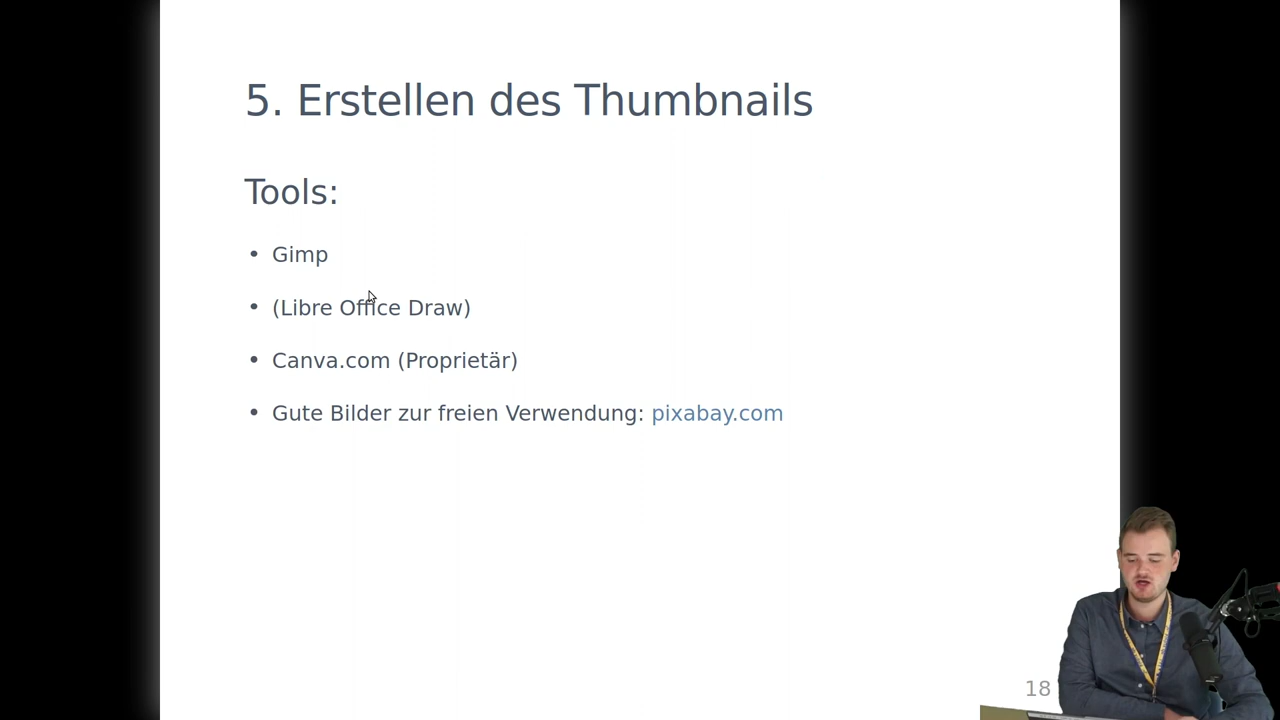 5. Erstellen des Thumbnails
Tools:
• Gimp
• (Libre Office Draw)
• Canva.com (Proprietär)
• Gute Bilder zur freien Verwendung: pixabay.com
18